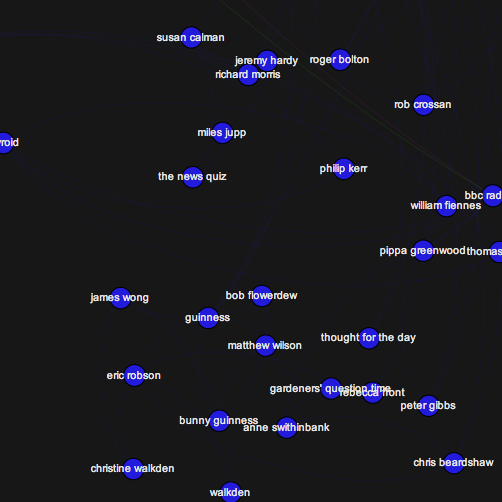 susan calman
jeremy hardy
roger bolton
richard morris
rob crossan
miles jupp
roid
philip kerr
the news quiz
bbc rad
william fiennes
pippa greenwood
thomas
bob flowerdew
james wong
guinness
thought for the day
matthew wilson
eric robson
gardeners' question time
rebecca front
peter gibbs
bunny guinness
anne swithinbank
chris beardshaw
christine walkden
walkden